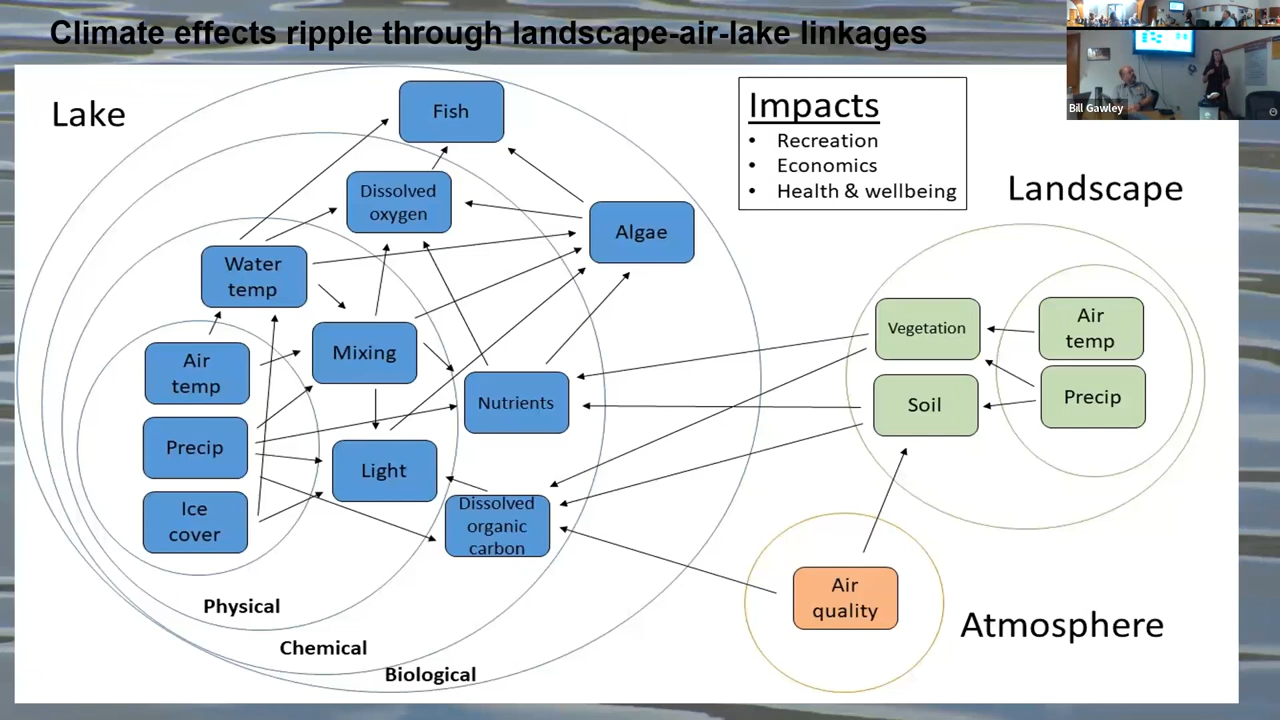 Climate effects ripple through landscape-air-lake linkages
Bill Gawley
Lake
Fish
Dissolved
oxygen
Algae
Water
temp
Air
temp
Mixing
Nutrients
Precip
Light
Ice
cover
Dissolved
organic
carbon
Physical
Chemical
Biological
Impacts
• Recreation
• Economics
• Health & wellbeing
Landscape
Vegetation
Air
temp
Soil
Precip
Air
quality
Atmosphere